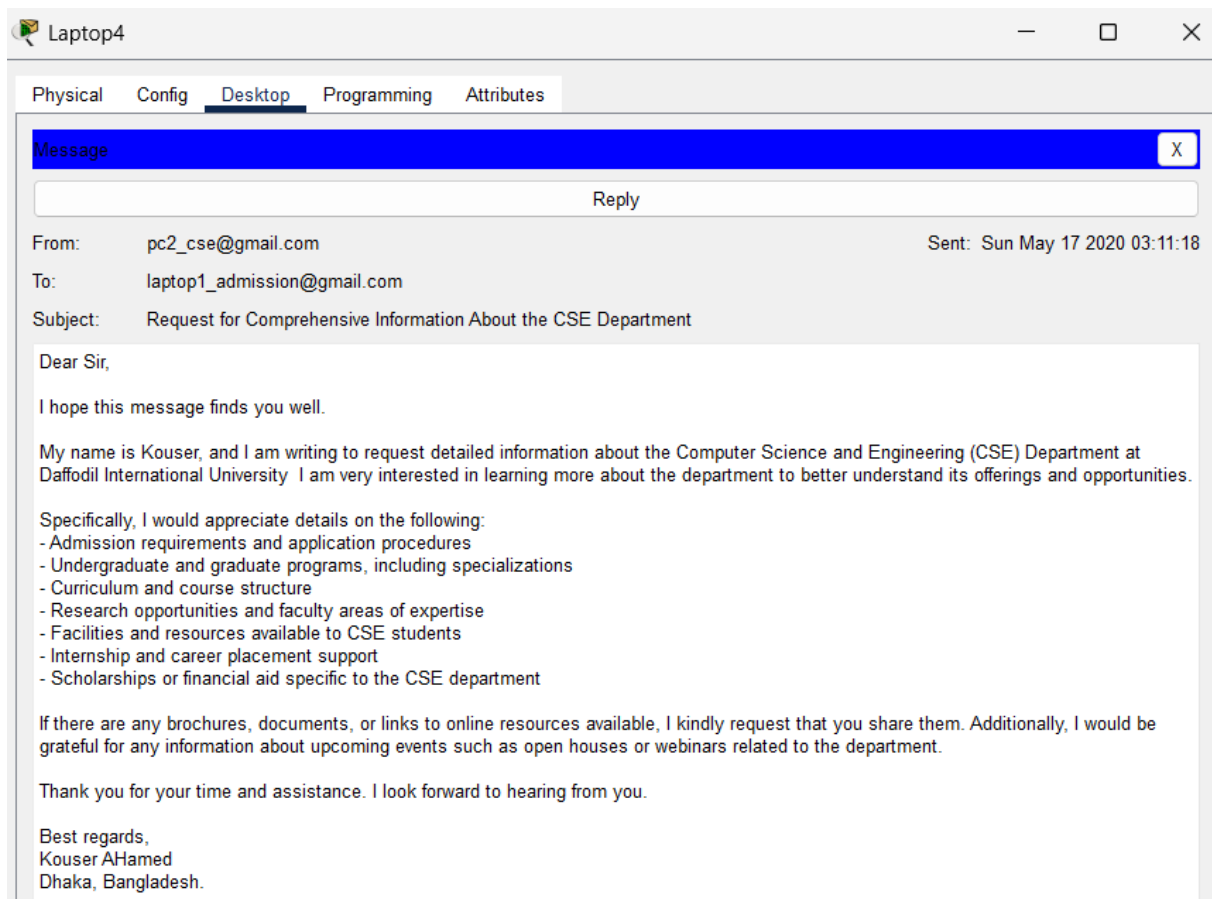 Laptop4
Physical Config Desktop Programming Attributes
Message X
Reply
From: pc2_cse@gmail.com Sent: Sun May 17 2020 03:11:18
To: laptop1_admission@gmail.com
Subject: Request for Comprehensive Information About the CSE Department
Dear Sir,
I hope this message finds you well.
My name is Kouser, and I am writing to request detailed information about the Computer Science and Engineering (CSE) Department at
Daffodil International University  I am very interested in learning more about the department to better understand its offerings and opportunities.
Specifically, I would appreciate details on the following:
- Admission requirements and application procedures
- Undergraduate and graduate programs, including specializations
- Curriculum and course structure
- Research opportunities and faculty areas of expertise
- Facilities and resources available to CSE students
- Internship and career placement support
- Scholarships or financial aid specific to the CSE department
If there are any brochures, documents, or links to online resources available, I kindly request that you share them. Additionally, I would be
grateful for any information about upcoming events such as open houses or webinars related to the department.
Thank you for your time and assistance. I look forward to hearing from you.
Best regards,
Kouser AHamed
Dhaka, Bangladesh.